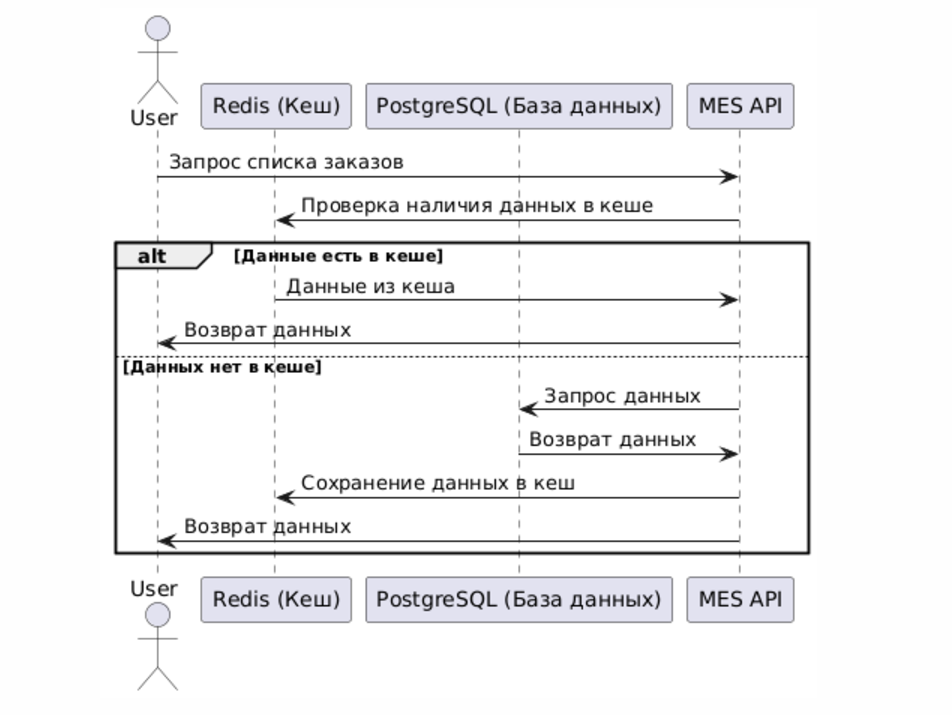 User
Redis (Кеш)
PostgreSQL (База данных)
MES API
Запрос списка заказов
Проверка наличия данных в кеше
alt
[Данные есть в кеше]
Данные из кеша
Возврат данных
[Данных нет в кеше]
Запрос данных
Возврат данных
Сохранение данных в кеш
Возврат данных
User
Redis (Кеш)
PostgreSQL (База данных)
MES API